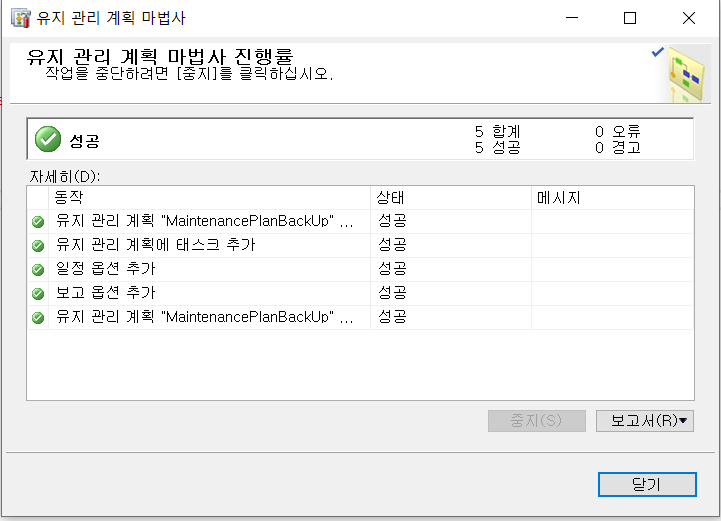 유지 관리 계획 마법사
유지 관리 계획 마법사 진행률
작업을 중단하려면 [중지]를 클릭하십시오.
성공
5 합계 0 오류
5 성공 0 경고
자세히(D):
동작 상태 메시지
유지 관리 계획 "MaintenancePlanBackUp" ... 성공
유지 관리 계획에 태스크 추가 성공
일정 옵션 추가 성공
보고 옵션 추가 성공
유지 관리 계획 "MaintenancePlanBackUp" ... 성공
중지(S) 보고서(R)
닫기